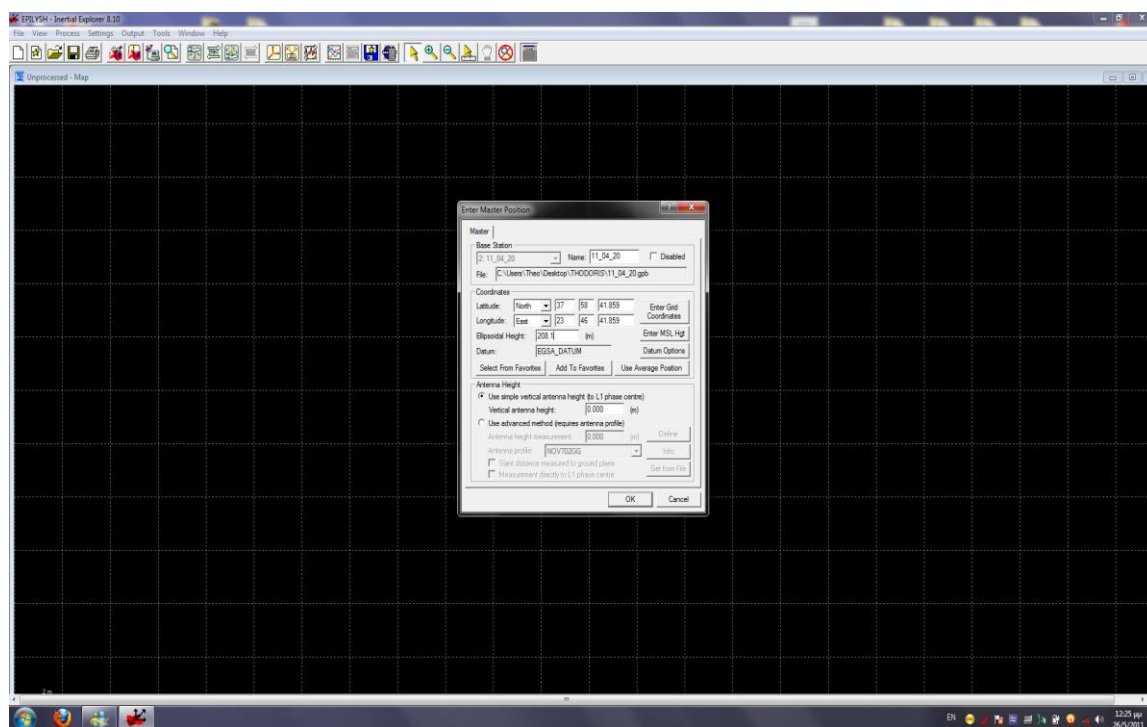 EPILYSH - Inertial Explorer 8.10
File View Process Settings Output Tools Window Help
Unprocessed - Map
Enter Master Position
Master
Base Station
2: 11_04_20 Name: 11_04_20 Disabled
File: C:\Users\Theo\Desktop\THODORIS\11_04_20.gpb
Coordinates
Latitude: North 37 58 41.859 Enter Grid Coordinates
Longitude: East 23 46 41.859
Ellipsoidal Height: 208.1 (m) Enter MSL Hgt
Datum: EGSA_DATUM Datum Options
Select From Favorites Add To Favorites Use Average Position
Antenna Height
Use simple vertical antenna height (to L1 phase centre)
Vertical antenna height: 0.000 (m)
Use advanced method (requires antenna profile)
Antenna height measurement: 0.000 (m) Define
Antenna profile: NOV702GG Info
Slant distance measured to ground plane Get from File
Measurement directly to L1 phase centre
OK Cancel
2 m
EN 12:25 μμ
26/5/2011